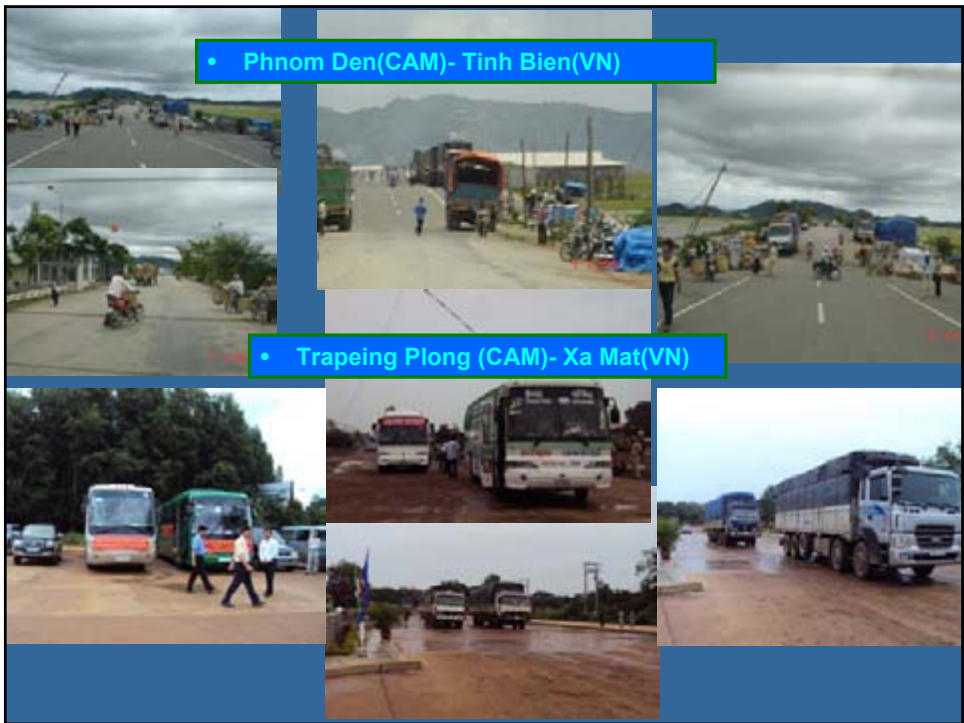 • Phnom Den(CAM)- Tinh Bien(VN)
• Trapeing Plong (CAM)- Xa Mat(VN)